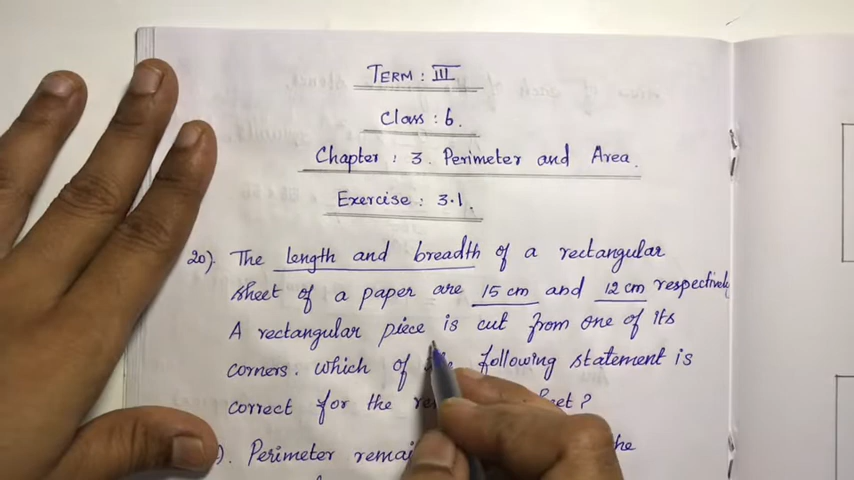 TERM : III
Class : 6.
Chapter : 3. Perimeter and Area.
Exercise : 3.1.
20). The length and breadth of a rectangular
sheet of a paper are 15 cm and 12 cm respectively
A rectangular piece is cut from one of its
corners. which of following statement is
correct for the sheet?
). Perimeter the